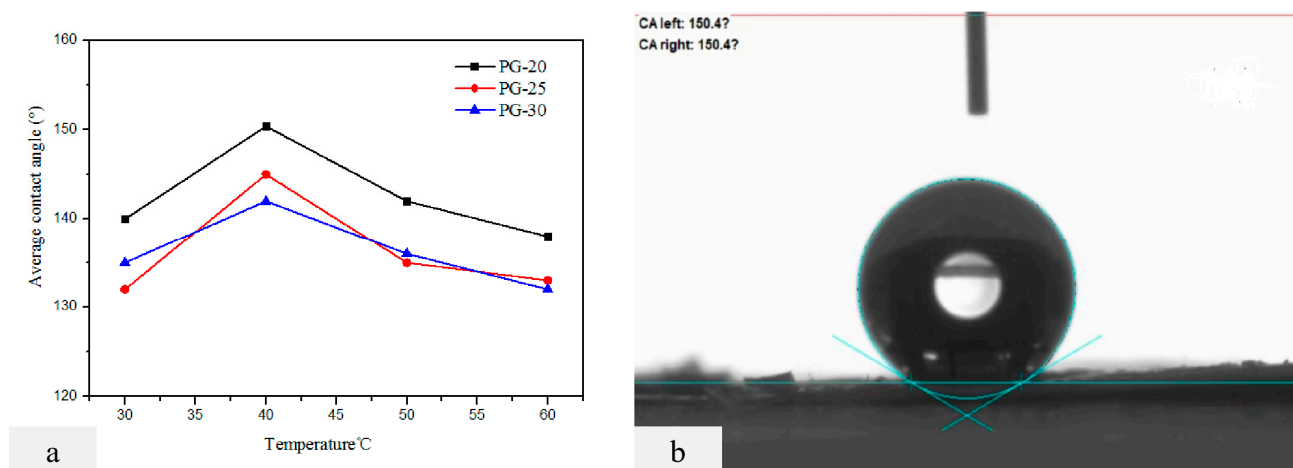 160
150
140
130
120
Average contact angle (°)
PG-20
PG-25
PG-30
30 35 40 45 50 55 60
Temperature℃
a
CA left: 150.4?
CA right: 150.4?
b